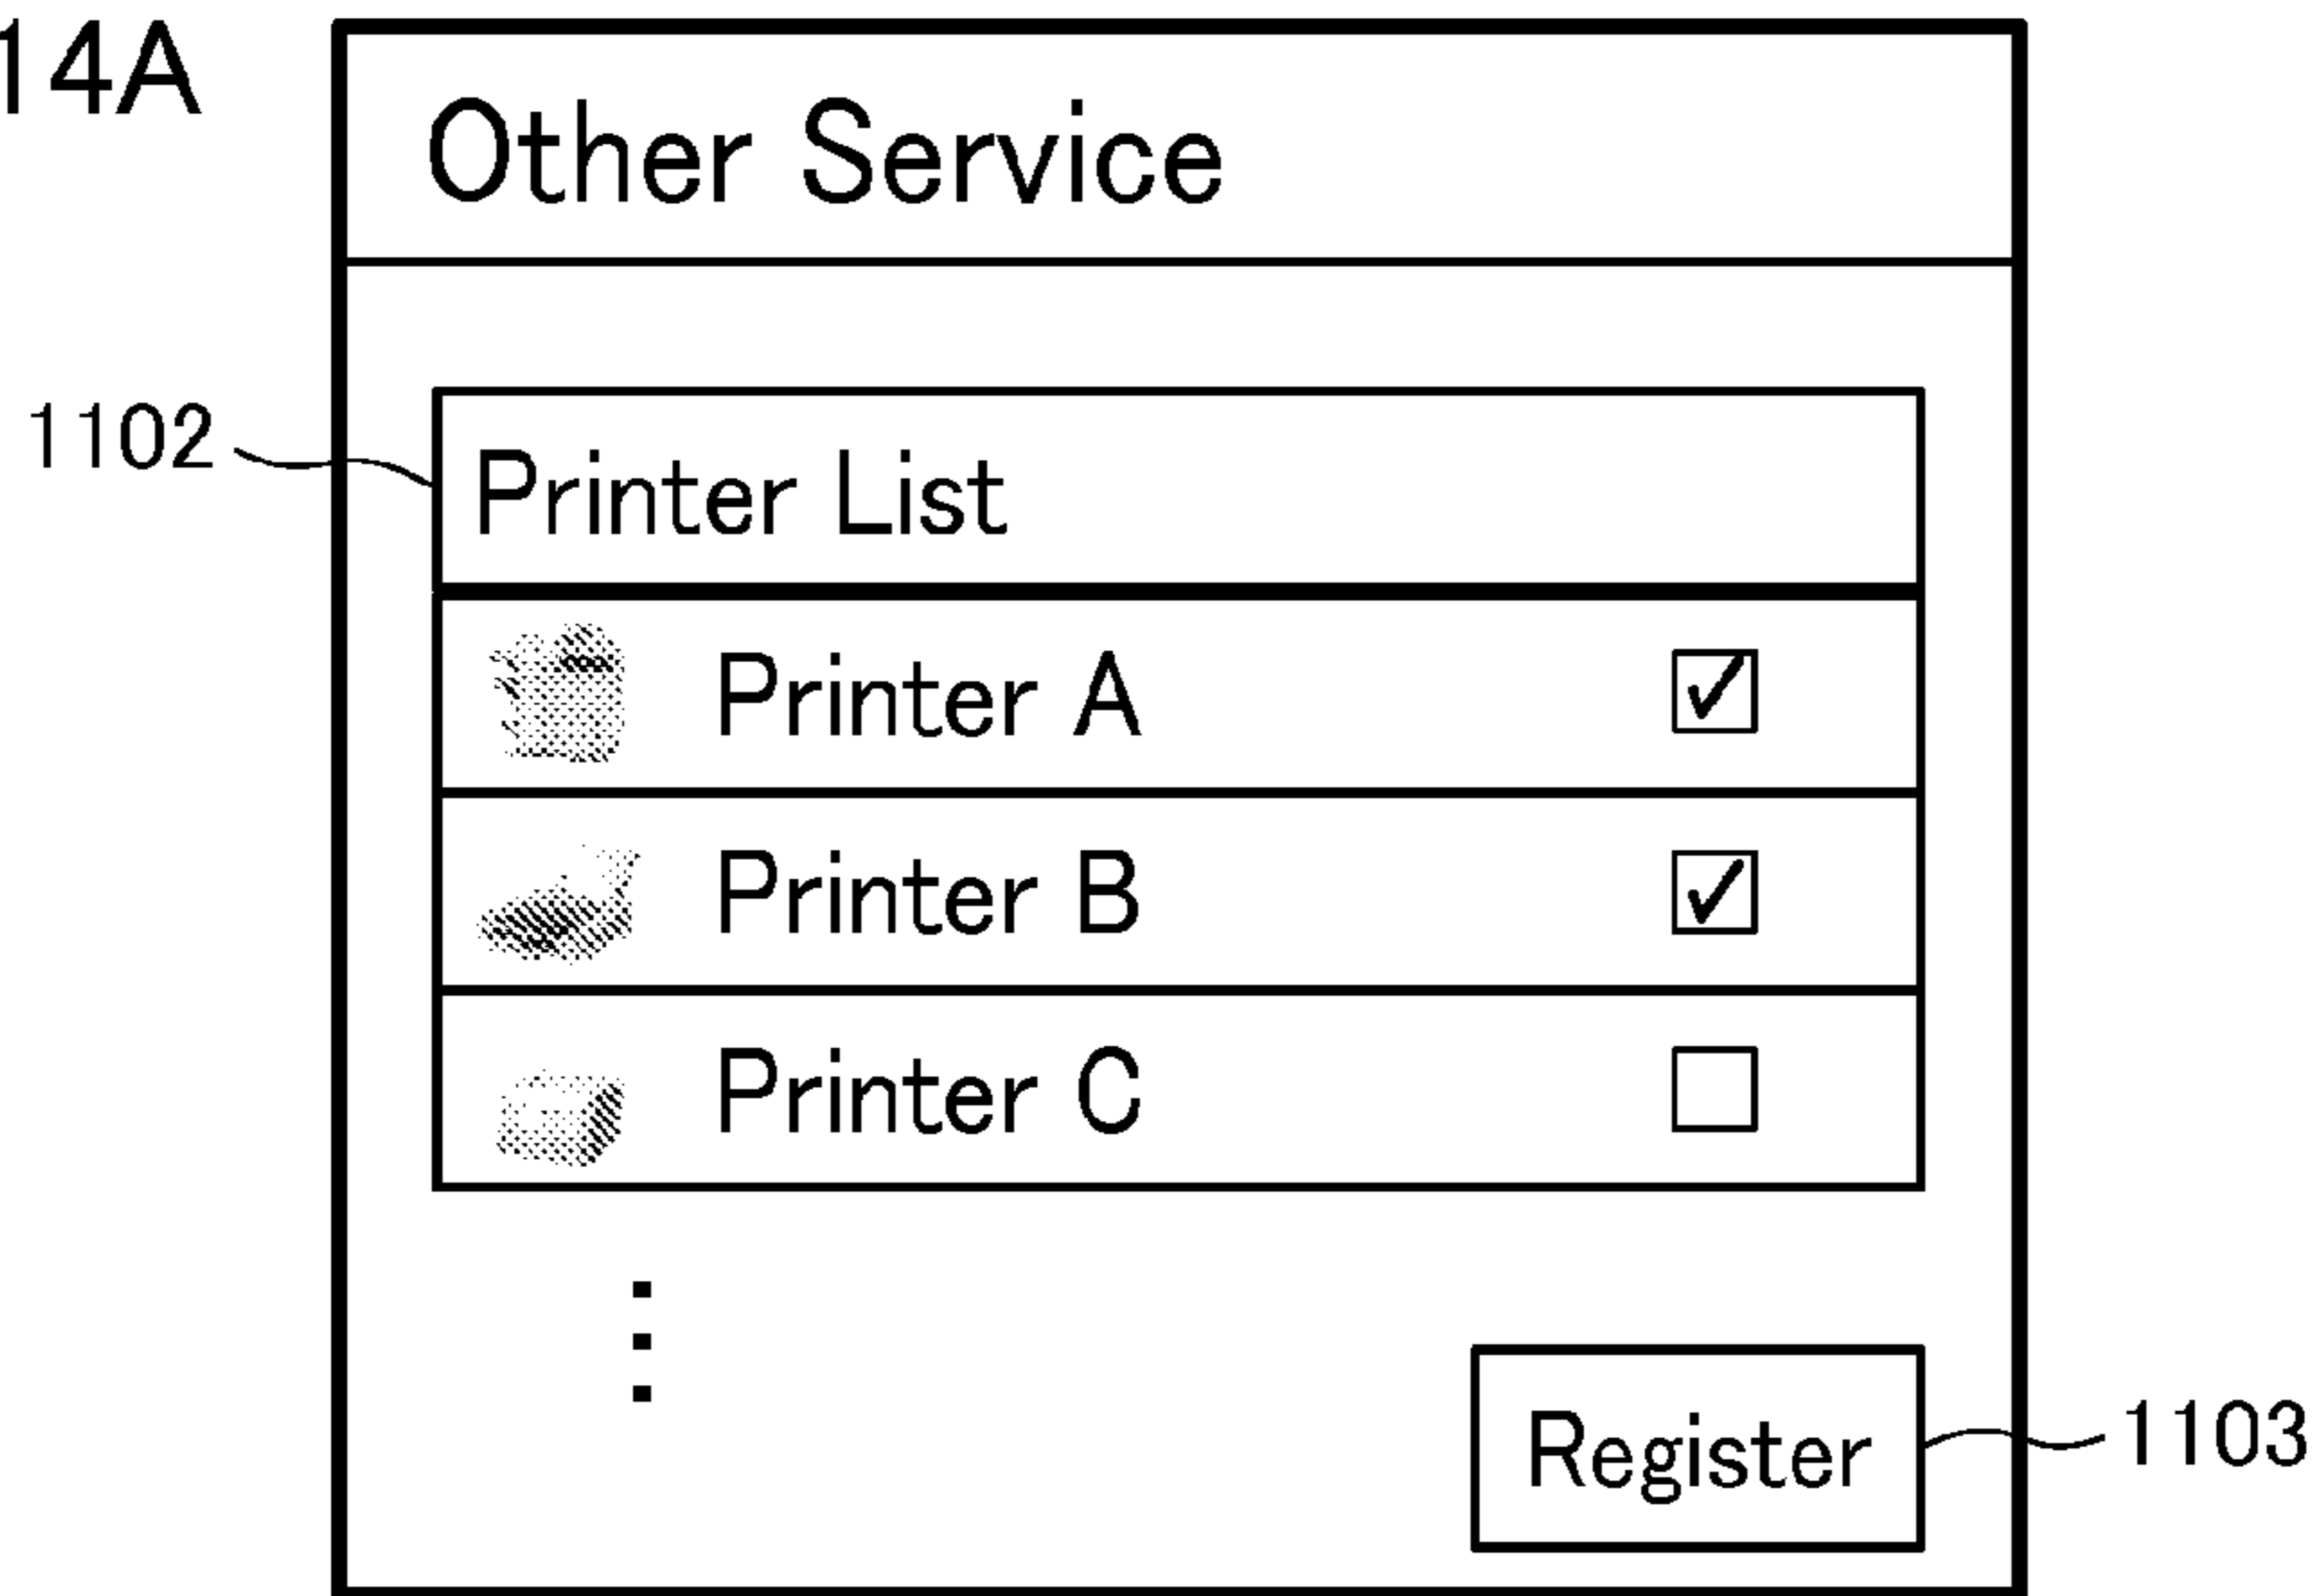 14A
Other Service
1102
Printer List
Printer A
Printer B
Printer C
Register
1103